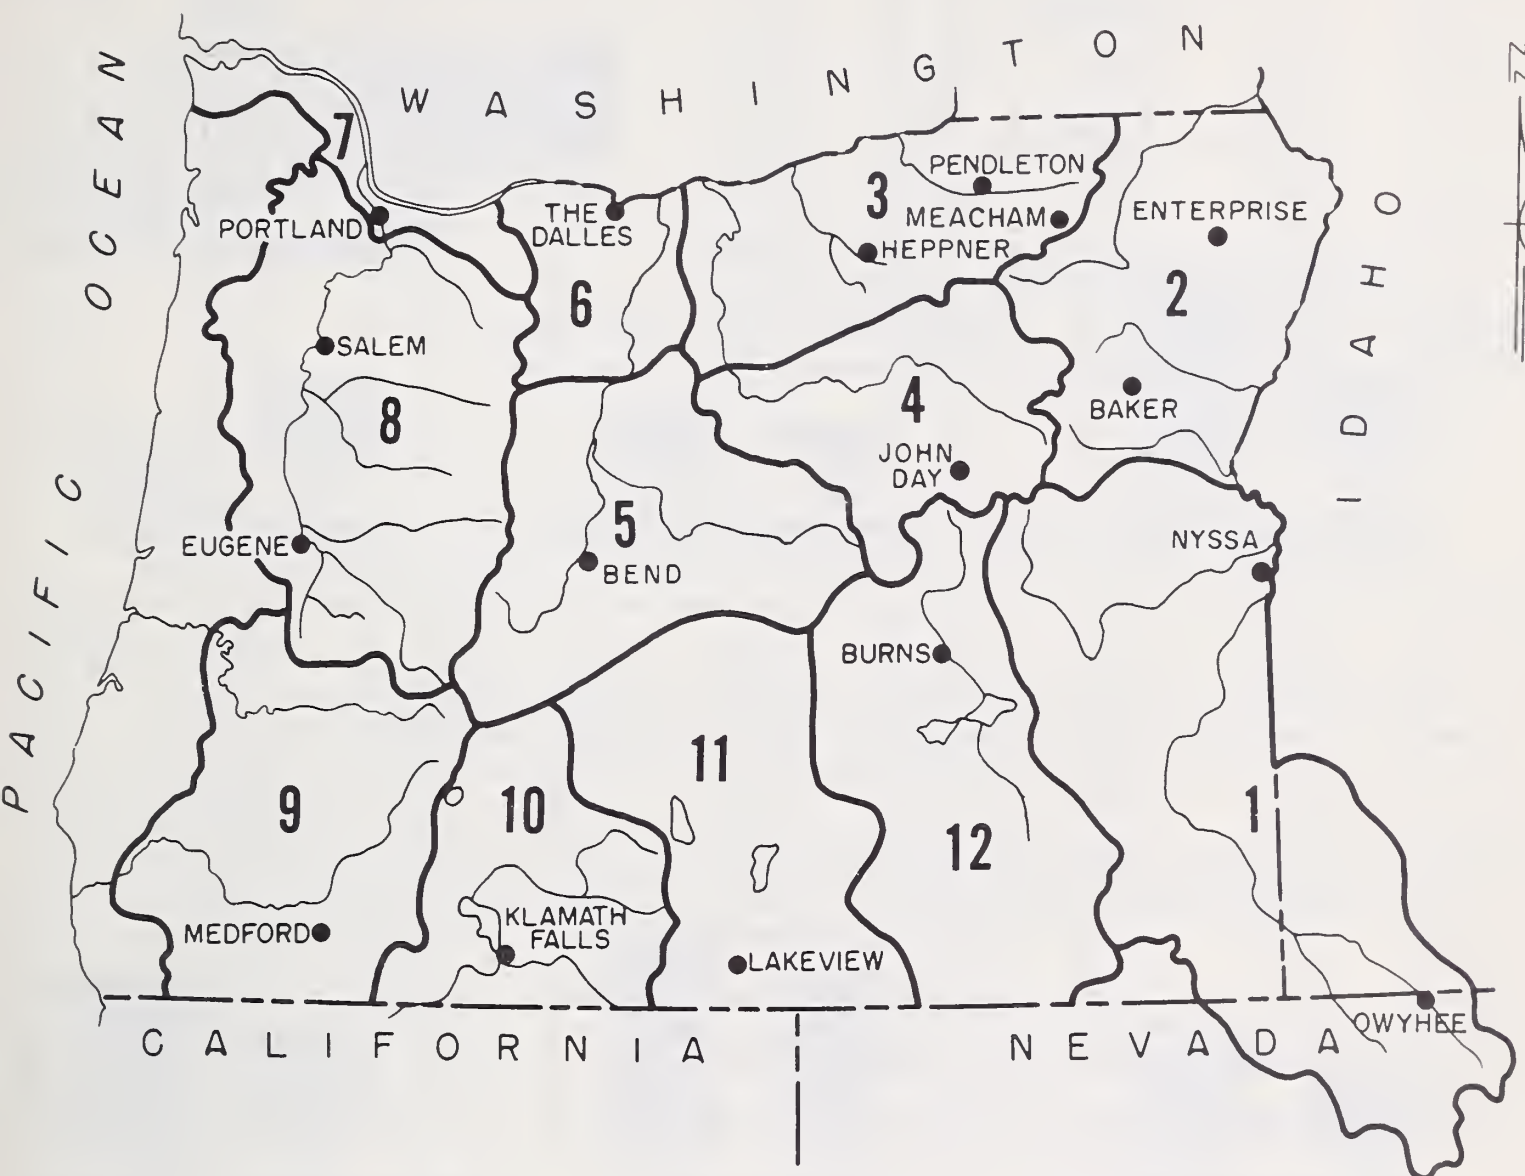 WASHINGTON
PACIFIC OCEAN
IDAHO
7
3
PENDLETON
MEACHAM
HEPPNER
ENTERPRISE
PORTLAND
THE
DALLES
6
2
SALEM
8
4
BAKER
JOHN
DAY
5
EUGENE
BEND
NYSSA
BURNS
11
9
10
12
1
MEDFORD
KLAMATH
FALLS
LAKEVIEW
OWYHEE
CALIFORNIA
NEVADA